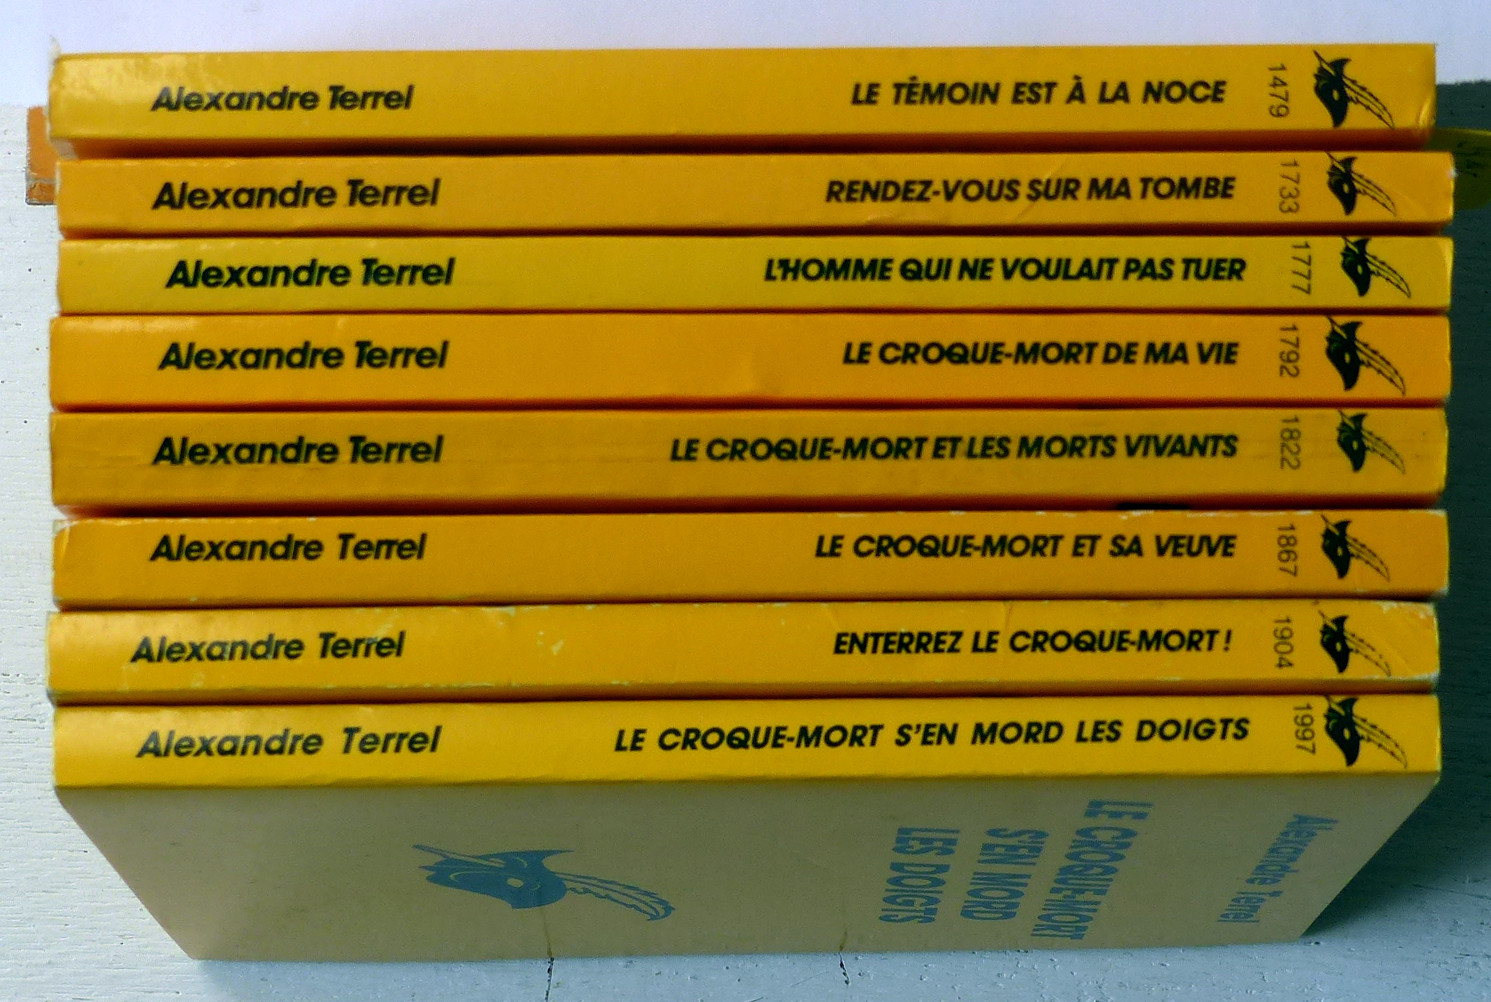 Alexandre Terrel LE TÉMOIN EST À LA NOCE 1479
Alexandre Terrel RENDEZ-VOUS SUR MA TOMBE 1733
Alexandre Terrel L'HOMME QUI NE VOULAIT PAS TUER 1777
Alexandre Terrel LE CROQUE-MORT DE MA VIE 1792
Alexandre Terrel LE CROQUE-MORT ET LES MORTS VIVANTS 1822
Alexandre Terrel LE CROQUE-MORT ET SA VEUVE 1867
Alexandre Terrel ENTERREZ LE CROQUE-MORT ! 1904
Alexandre Terrel LE CROQUE-MORT S'EN MORD LES DOIGTS 1997
Alexandre Terrel
LE CROQUE-MORT
S'EN MORD
LES DOIGTS